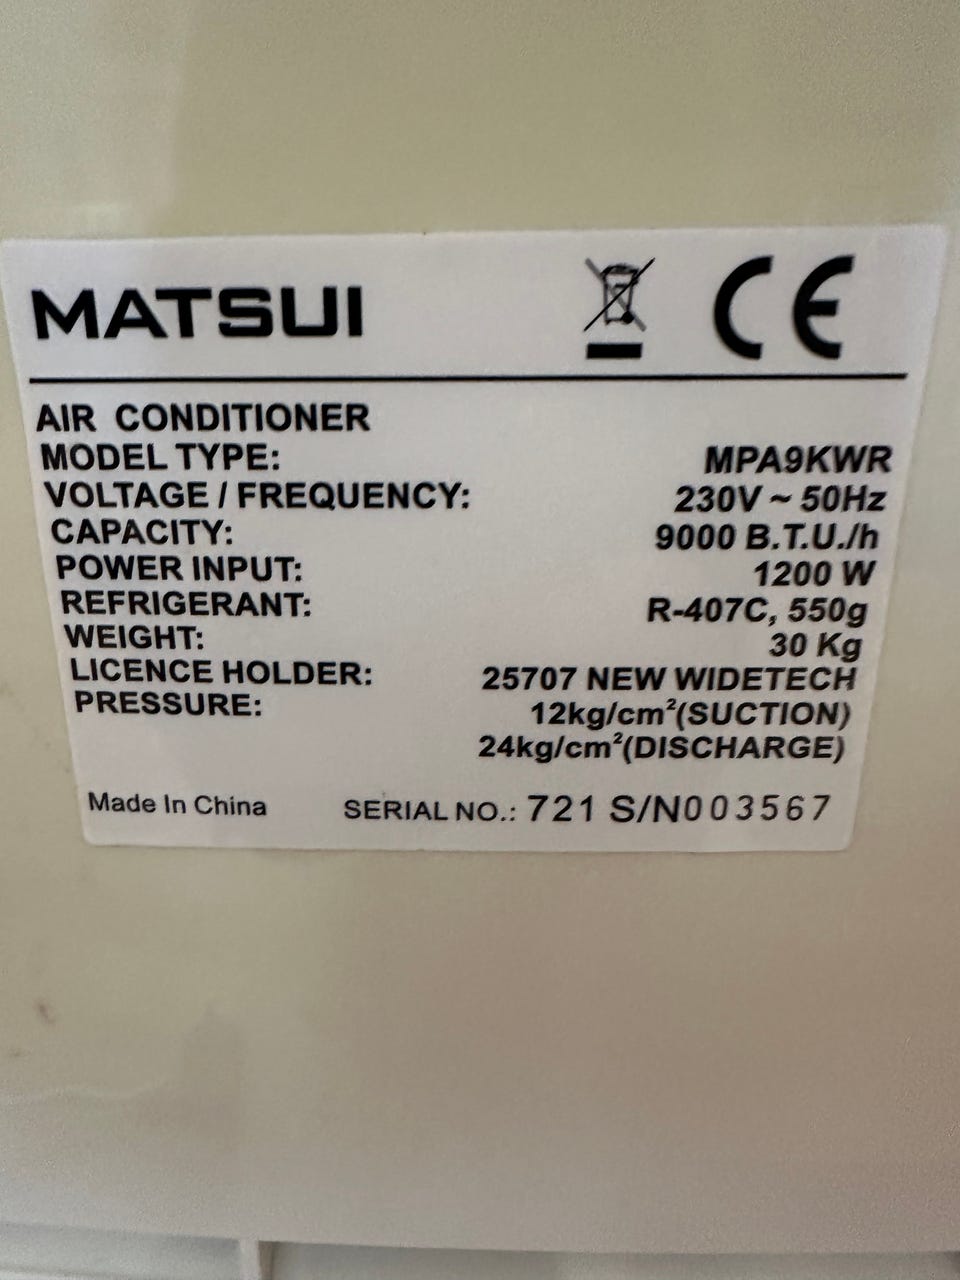 MATSUI CE
AIR CONDITIONER
MODEL TYPE: MPA9KWR
VOLTAGE / FREQUENCY: 230V ~ 50Hz
CAPACITY: 9000 B.T.U./h
POWER INPUT: 1200 W
REFRIGERANT: R-407C, 550g
WEIGHT: 30 Kg
LICENCE HOLDER: 25707 NEW WIDETECH
PRESSURE: 12kg/cm²(SUCTION)
24kg/cm²(DISCHARGE)
Made In China SERIAL NO.: 721 S/N003567